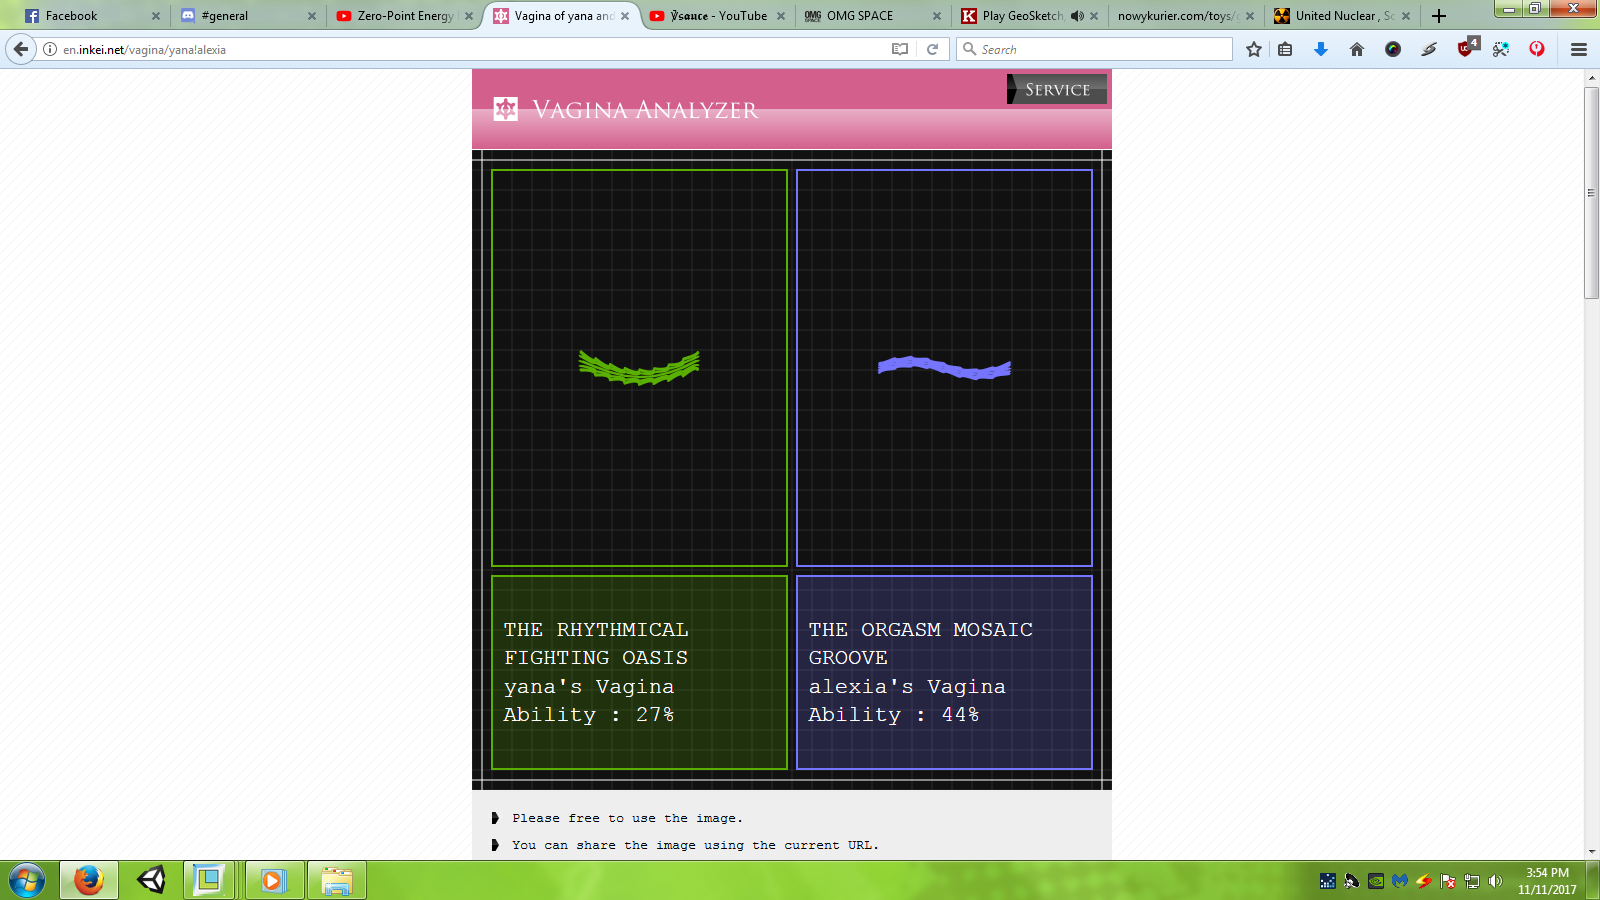 Facebook
#general
Zero-Point Energy
Vagina of yana and
- YouTube
OMG SPACE
Play GeoSketch,
nowykurier.com/toys/g
United Nuclear , Sc
en.inkei.net/vagina/yana!alexia
Search
4
VAGINA ANALYZER
SERVICE
THE RHYTHMICAL
FIGHTING OASIS
yana's Vagina
Ability : 27%
THE ORGASM MOSAIC
GROOVE
alexia's Vagina
Ability : 44%
Please free to use the image.
You can share the image using the current URL.
3:54 PM
11/11/2017